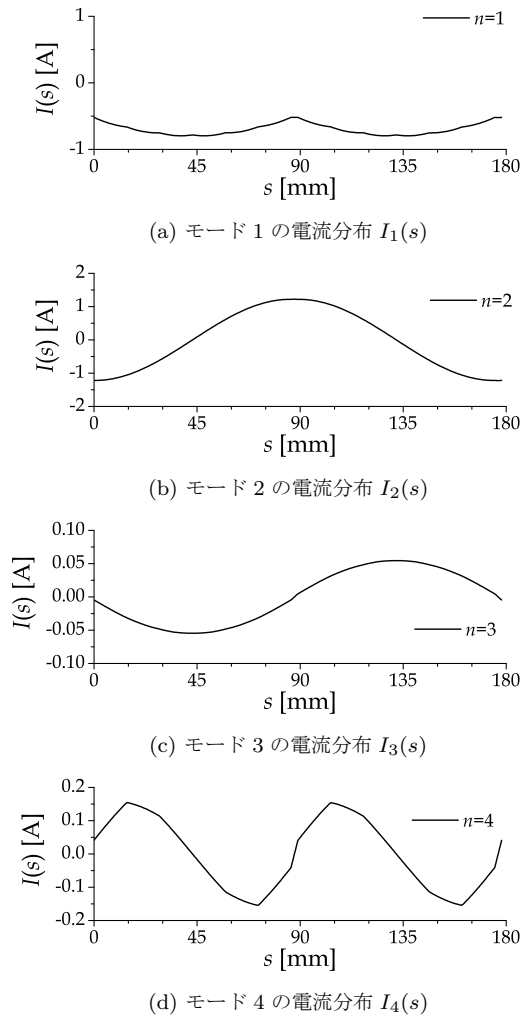 1
n=1
0
-1
I(s) [A]
0 45 90 135 180
s [mm]
(a) モード 1 の電流分布 I₁(s)
2
1
n=2
0
-1
-2
I(s) [A]
0 45 90 135 180
s [mm]
(b) モード 2 の電流分布 I₂(s)
0.10
0.05
0.00
-0.05
n=3
-0.10
I(s) [A]
0 45 90 135 180
s [mm]
(c) モード 3 の電流分布 I₃(s)
0.2
0.1
n=4
0.0
-0.1
-0.2
I(s) [A]
0 45 90 135 180
s [mm]
(d) モード 4 の電流分布 I₄(s)